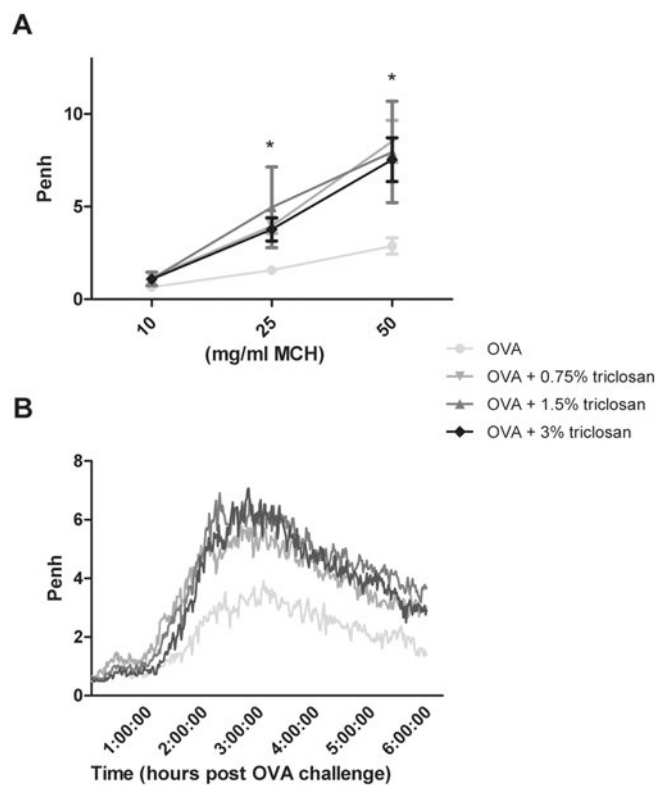 A
*
*
10
5
0
Penh
10
25
50
(mg/ml MCH)
OVA
OVA + 0.75% triclosan
OVA + 1.5% triclosan
OVA + 3% triclosan
B
8
6
4
2
0
Penh
1:00:00
2:00:00
3:00:00
4:00:00
5:00:00
6:00:00
Time (hours post OVA challenge)